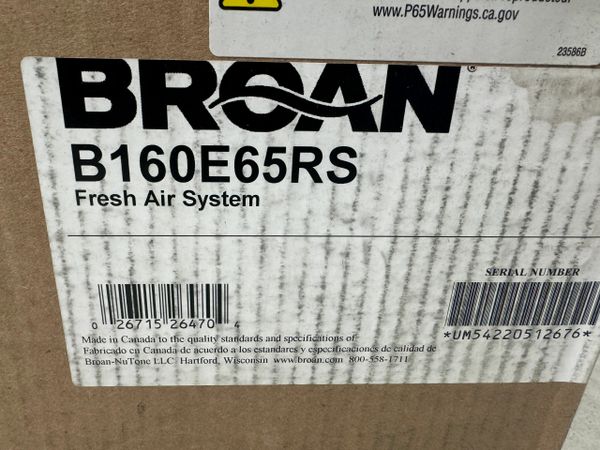 www.P65Warnings.ca.gov
23586B
BROAN®
B160E65RS
Fresh Air System
SERIAL NUMBER
0 26715 26470 4
*UM54220512676*
Made in Canada to the quality standards and specifications of
Fabricado en Canada de acuerdo a los estandares y especificaciones de calidad de
Broan-NuTone LLC Hartford, Wisconsin www.broan.com 800-558-1711